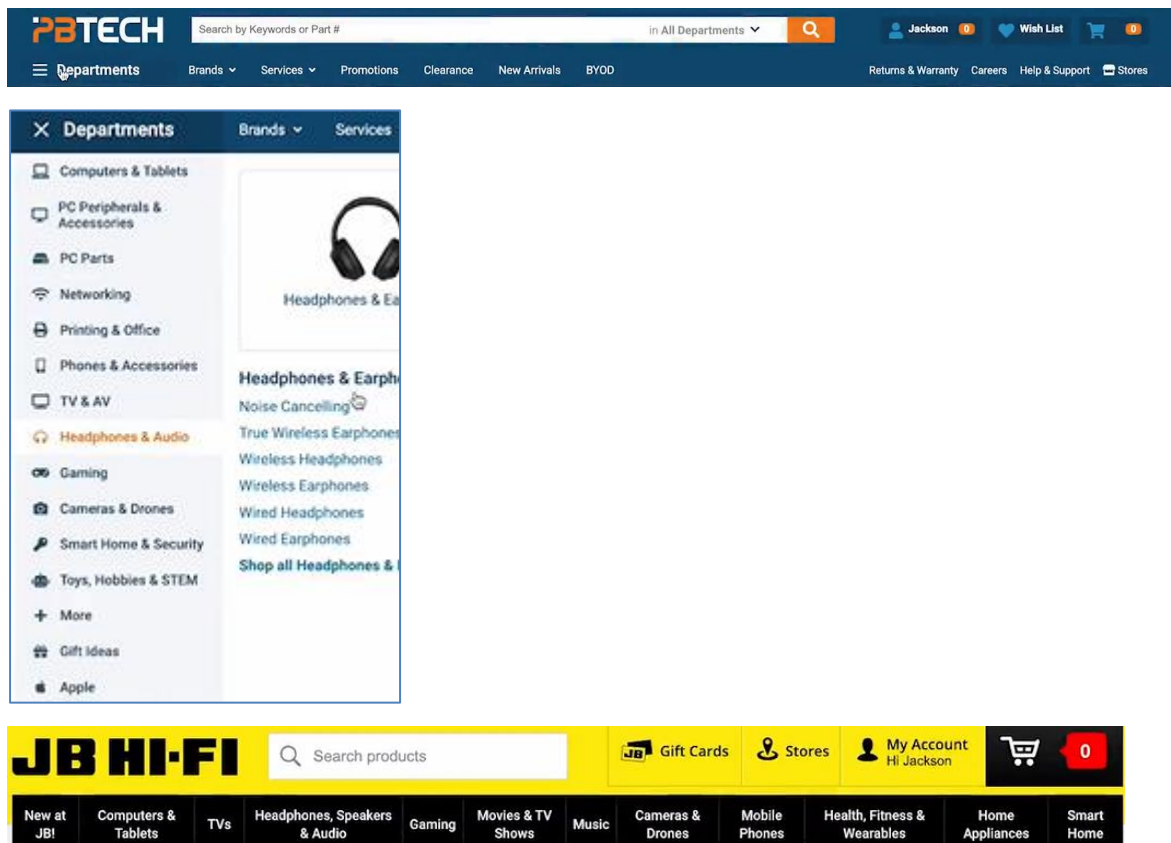 PBTECH Search by Keywords or Part # in All Departments Jackson 0 Wish List 0
Departments Brands Services Promotions Clearance New Arrivals BYOD Returns & Warranty Careers Help & Support Stores
Departments Brands Services
Computers & Tablets
PC Peripherals &
Accessories
PC Parts
Networking
Printing & Office
Phones & Accessories
TV & AV
Headphones & Audio
Gaming
Cameras & Drones
Smart Home & Security
Toys, Hobbies & STEM
More
Gift Ideas
Apple
Headphones & Ea
Headphones & Earph
Noise Cancelling
True Wireless Earphones
Wireless Headphones
Wireless Earphones
Wired Headphones
Wired Earphones
Shop all Headphones &
JB HI-FI Search products JB Gift Cards Stores My Account 0
Hi Jackson
New at Computers & TVs Headphones, Speakers Gaming Movies & TV Music Cameras & Mobile Health, Fitness & Home Smart
JB! Tablets & Audio Shows Drones Phones Wearables Appliances Home